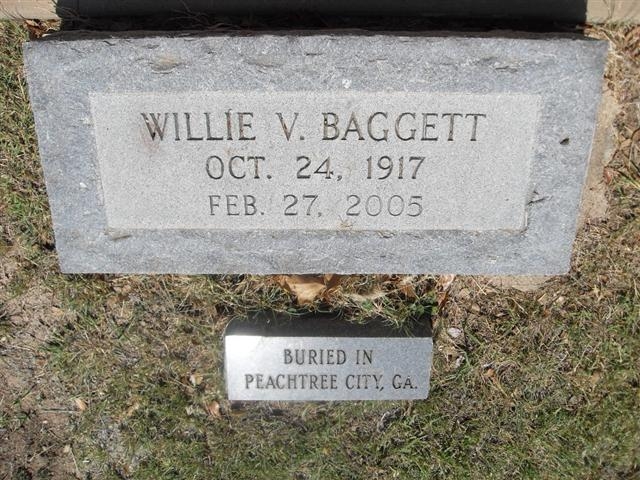 WILLIE V. BAGGETT
OCT. 24, 1917
FEB. 27, 2005
BURIED IN
PEACHTREE CITY, GA.